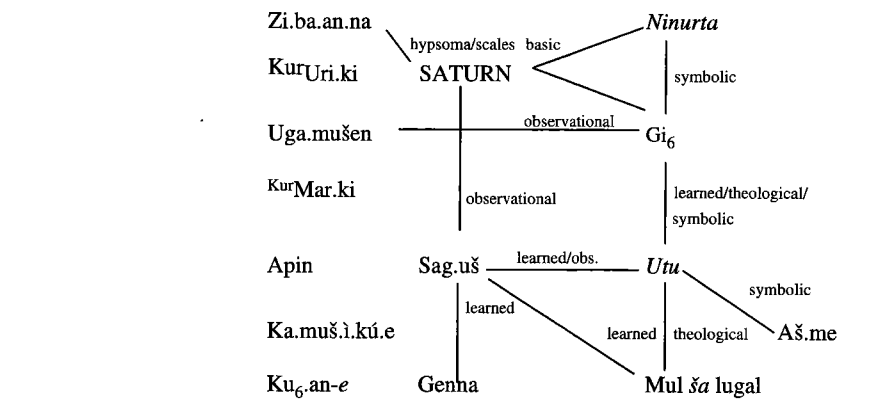 Zi.ba.an.na Ninurta
hypsoma/scales basic
KurUri.ki SATURN symbolic
observational
Uga.mušen Gi6
KurMar.ki observational learned/theological/
symbolic
learned/obs.
Apin Sag.uš Utu
symbolic
learned
Ka.muš.ì.kú.e learned theological Aš.me
Ku6.an-e Genna Mul ša lugal